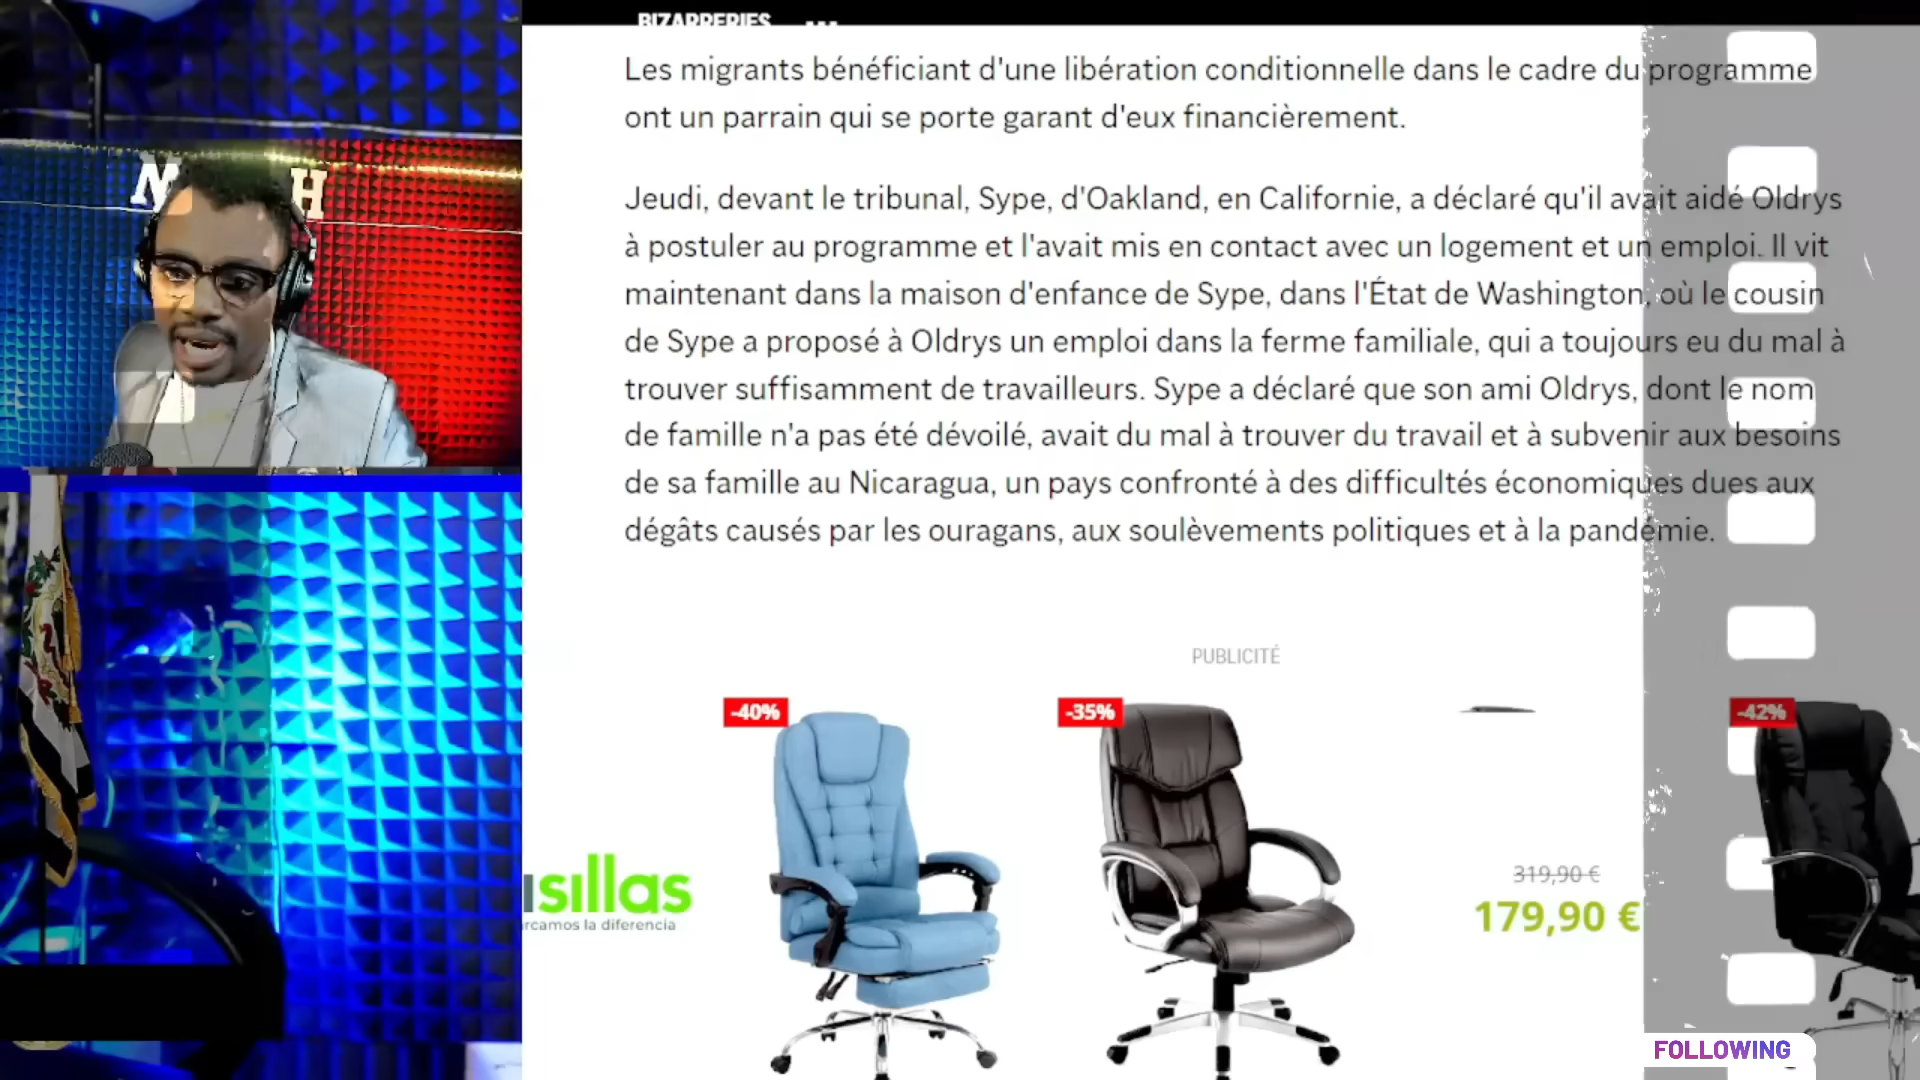 BIZARRERIES ...
Les migrants bénéficiant d'une libération conditionnelle dans le cadre du programme
ont un parrain qui se porte garant d'eux financièrement.
Jeudi, devant le tribunal, Sype, d'Oakland, en Californie, a déclaré qu'il avait aidé Oldrys
à postuler au programme et l'avait mis en contact avec un logement et un emploi. Il vit
maintenant dans la maison d'enfance de Sype, dans l'État de Washington, où le cousin
de Sype a proposé à Oldrys un emploi dans la ferme familiale, qui a toujours eu du mal à
trouver suffisamment de travailleurs. Sype a déclaré que son ami Oldrys, dont le nom
de famille n'a pas été dévoilé, avait du mal à trouver du travail et à subvenir aux besoins
de sa famille au Nicaragua, un pays confronté à des difficultés économiques dues aux
dégâts causés par les ouragans, aux soulèvements politiques et à la pandémie.
PUBLICITÉ
-40%
-35%
-42%
isillas
rcamos la diferencia
319,90 €
179,90 €
FOLLOWING
N H